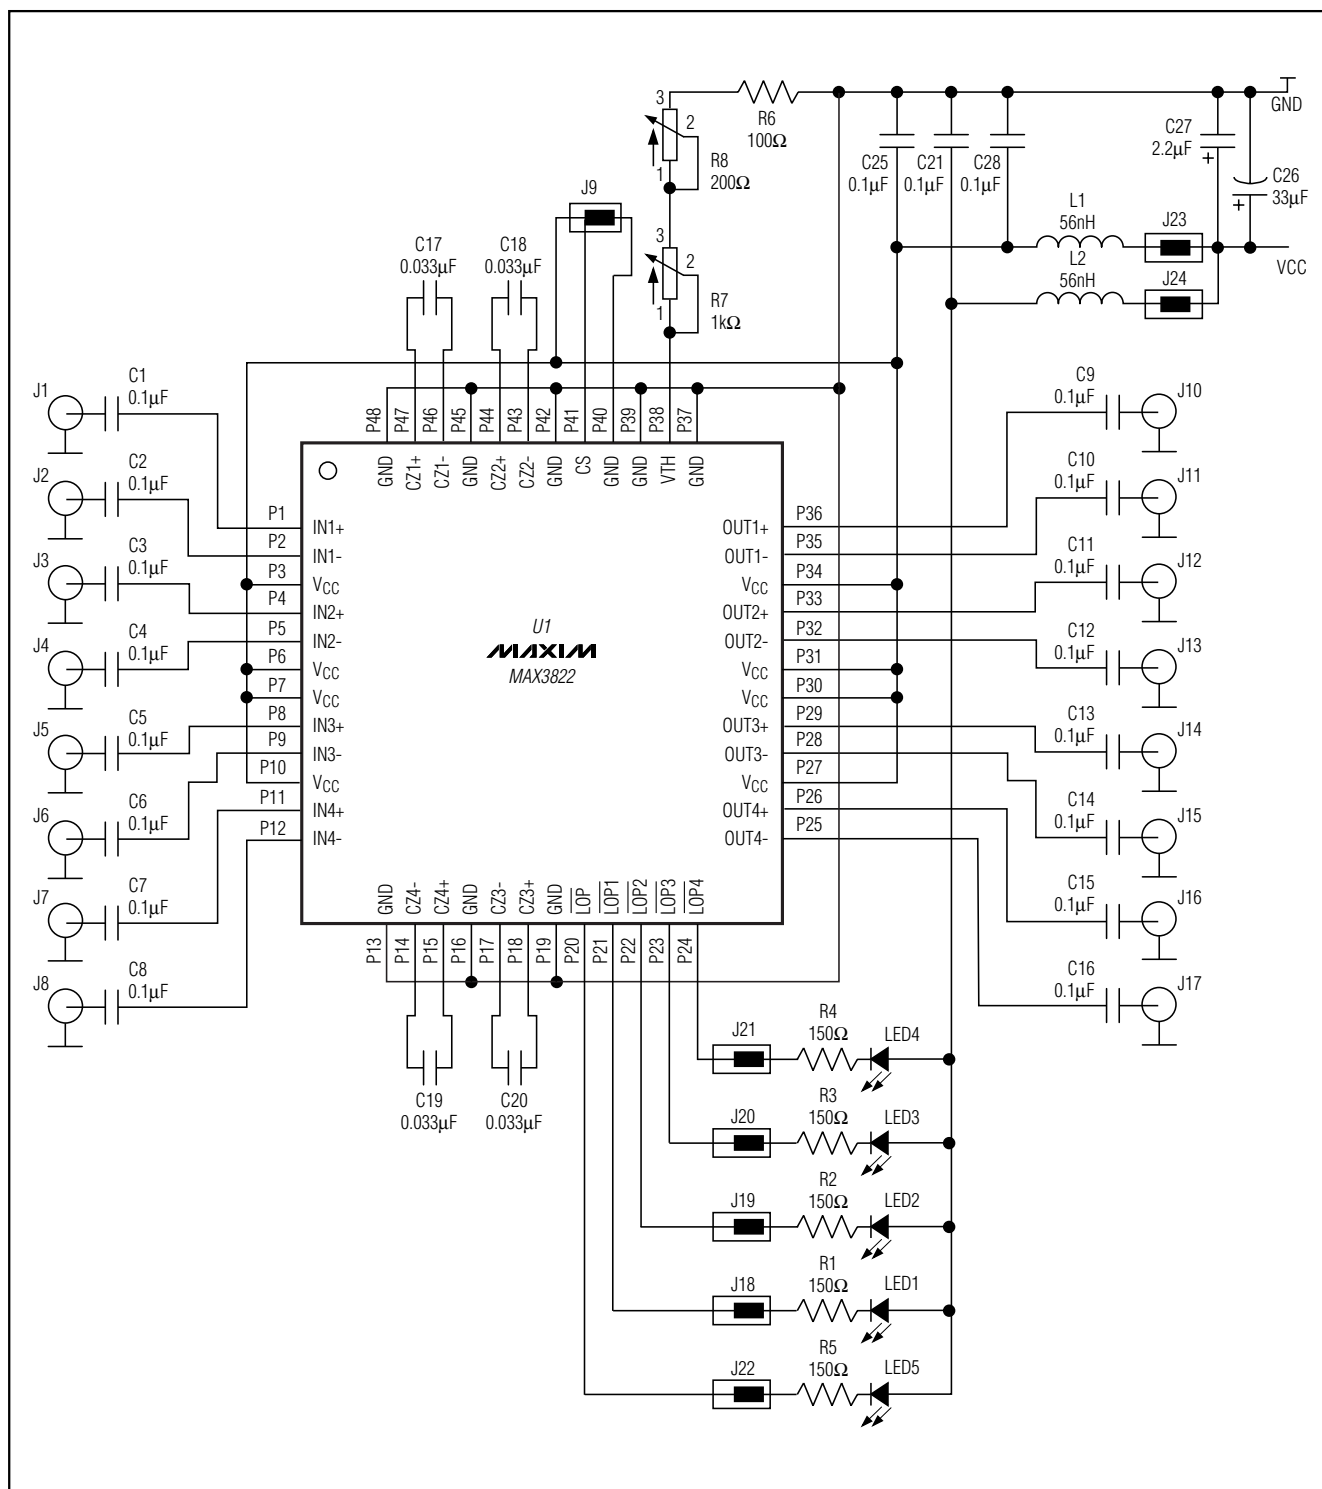 GND
R6
100Ω
3
2
1
R8
200Ω
C25
0.1µF
C21
0.1µF
C28
0.1µF
C27
2.2µF
+
C26
33µF
+
L1
56nH
J23
VCC
L2
56nH
J24
J9
C17
0.033µF
C18
0.033µF
3
2
1
R7
1kΩ
J1
C1
0.1µF
J2
C2
0.1µF
J3
C3
0.1µF
J4
C4
0.1µF
J5
C5
0.1µF
J6
C6
0.1µF
J7
C7
0.1µF
J8
C8
0.1µF
P48
P47
P46
P45
P44
P43
P42
P41
P40
P39
P38
P37
GND
CZ1+
CZ1-
GND
CZ2+
CZ2-
GND
CS
GND
GND
VTH
GND
P1 IN1+
P2 IN1-
P3 VCC
P4 IN2+
P5 IN2-
P6 VCC
P7 VCC
P8 IN3+
P9 IN3-
P10 VCC
P11 IN4+
P12 IN4-
U1
MAXIM
MAX3822
OUT1+ P36
OUT1- P35
VCC P34
OUT2+ P33
OUT2- P32
VCC P31
VCC P30
OUT3+ P29
OUT3- P28
VCC P27
OUT4+ P26
OUT4- P25
GND
CZ4-
CZ4+
GND
CZ3-
CZ3+
GND
LOP
LOP1
LOP2
LOP3
LOP4
P13
P14
P15
P16
P17
P18
P19
P20
P21
P22
P23
P24
C9
0.1µF
J10
C10
0.1µF
J11
C11
0.1µF
J12
C12
0.1µF
J13
C13
0.1µF
J14
C14
0.1µF
J15
C15
0.1µF
J16
C16
0.1µF
J17
C19
0.033µF
C20
0.033µF
J21
R4
150Ω
LED4
J20
R3
150Ω
LED3
J19
R2
150Ω
LED2
J18
R1
150Ω
LED1
J22
R5
150Ω
LED5